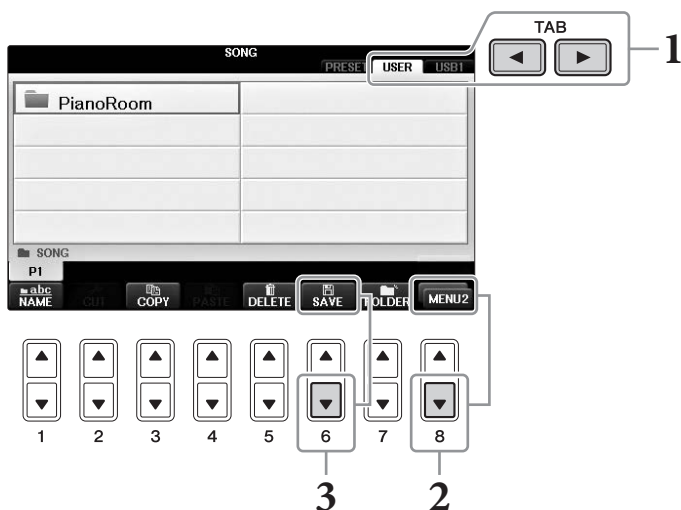 TAB
1
SONG
PRESET USER USB1
PianoRoom
SONG
P1
abc
NAME CUT COPY PASTE DELETE SAVE FOLDER MENU2
1 2 3 4 5 6 7 8
3 2